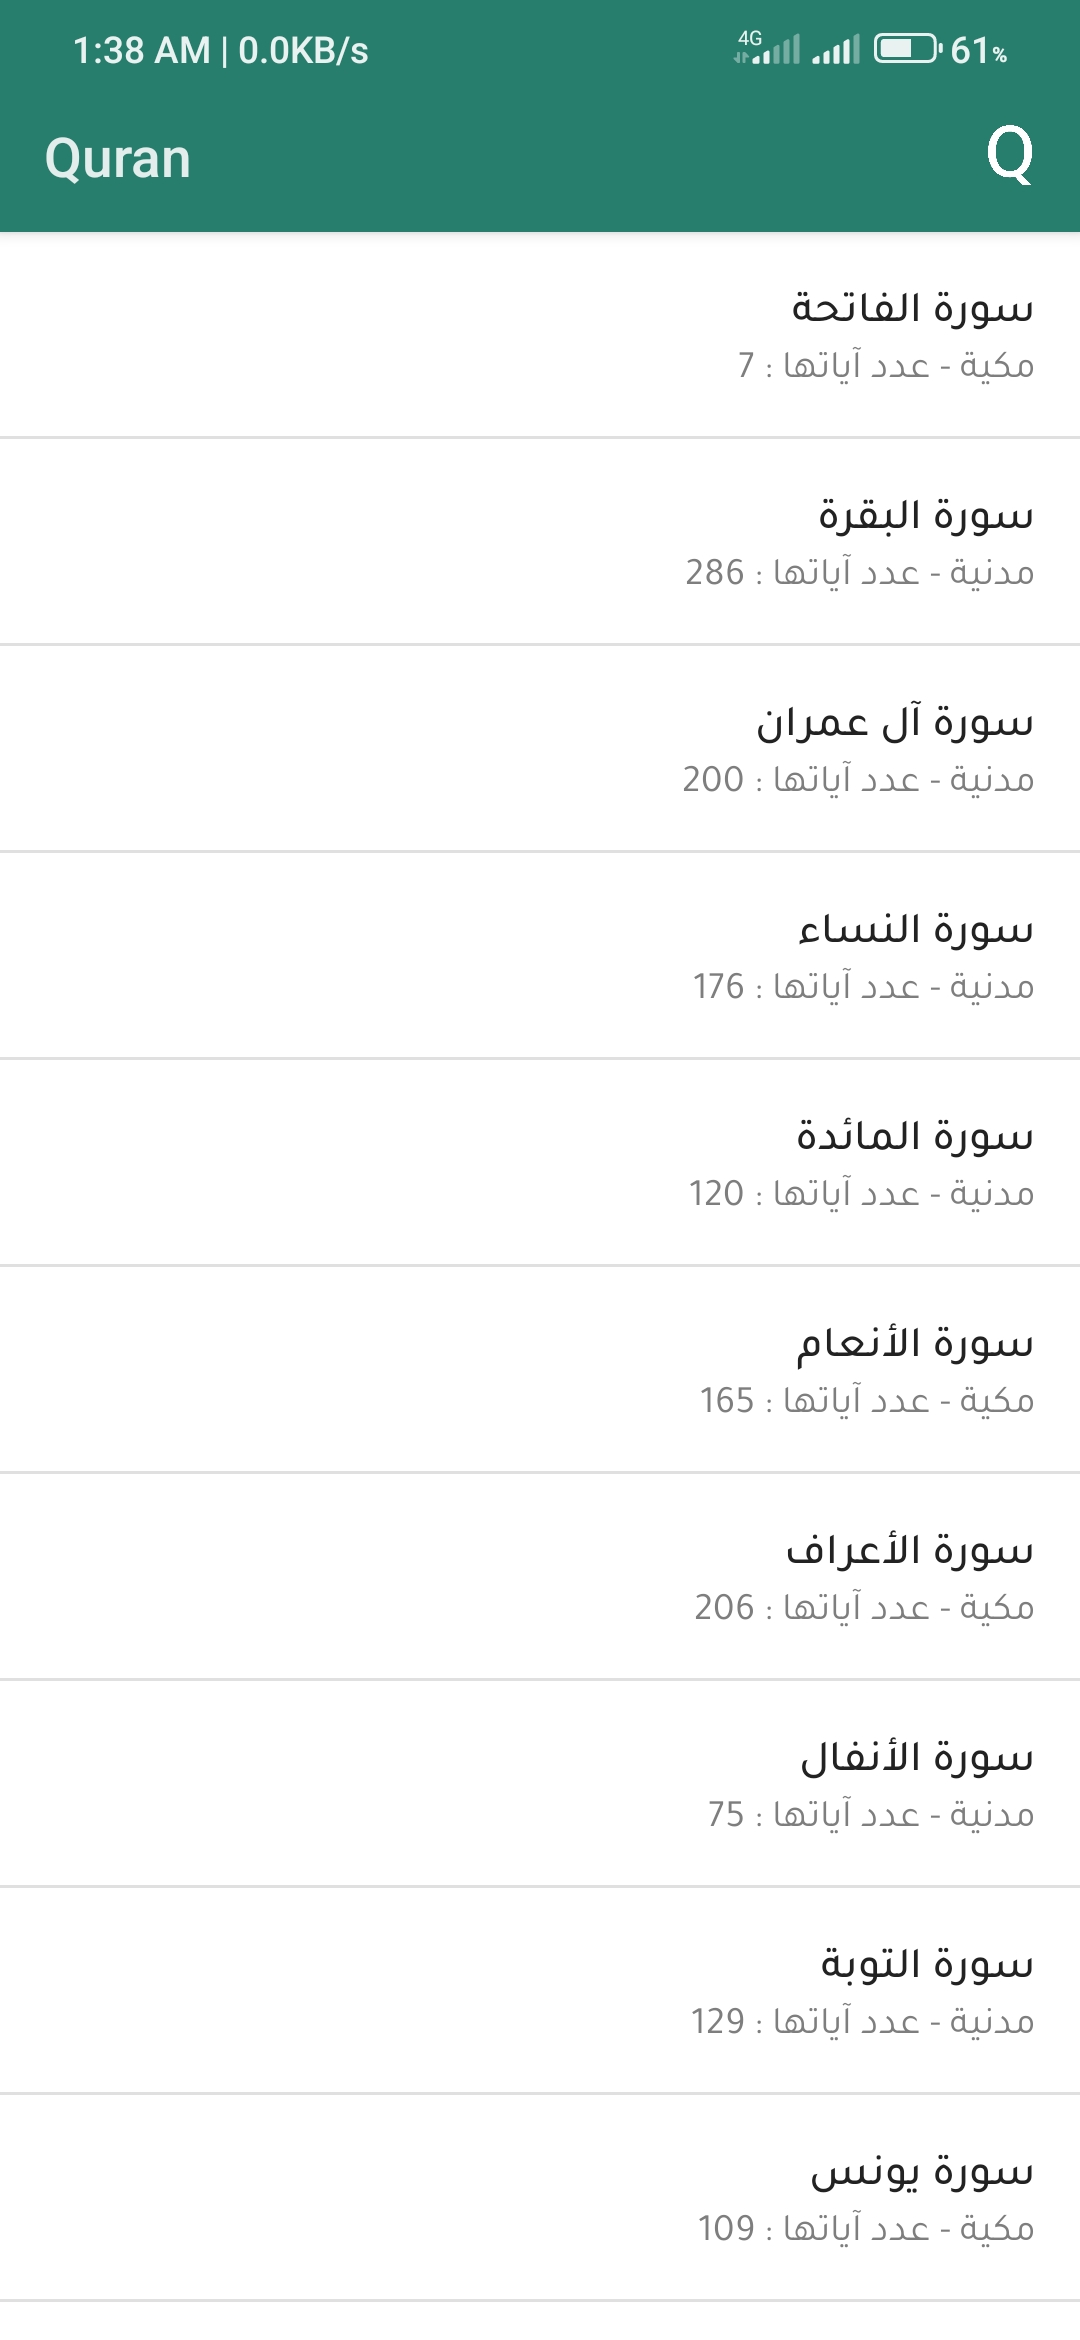 1:38 AM | 0.0KB/s 4G 61%
Quran Q
سورة الفاتحة
مكية - عدد آياتها : 7
سورة البقرة
مدنية - عدد آياتها : 286
سورة آل عمران
مدنية - عدد آياتها : 200
سورة النساء
مدنية - عدد آياتها : 176
سورة المائدة
مدنية - عدد آياتها : 120
سورة الأنعام
مكية - عدد آياتها : 165
سورة الأعراف
مكية - عدد آياتها : 206
سورة الأنفال
مدنية - عدد آياتها : 75
سورة التوبة
مدنية - عدد آياتها : 129
سورة يونس
مكية - عدد آياتها : 109